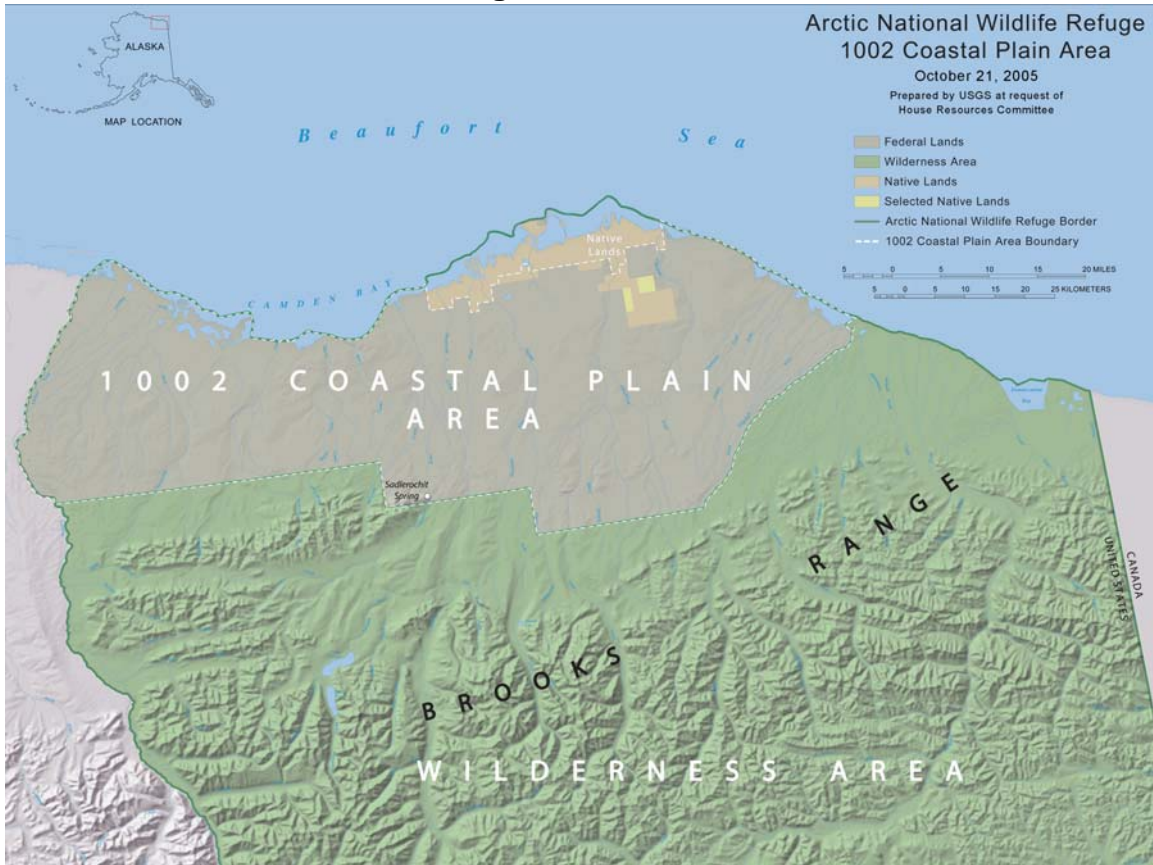 ALASKA
MAP LOCATION
Arctic National Wildlife Refuge
1002 Coastal Plain Area
October 21, 2005
Prepared by USGS at request of
House Resources Committee
Federal Lands
Wilderness Area
Native Lands
Selected Native Lands
Arctic National Wildlife Refuge Border
1002 Coastal Plain Area Boundary
5 0 5 10 15 20 MILES
5 0 5 10 15 20 25 KILOMETERS
Beaufort Sea
Native
Lands
CAMDEN BAY
1002 COASTAL PLAIN
AREA
Sadlerochit
Spring
BROOKS RANGE
CANADA
UNITED STATES
WILDERNESS AREA